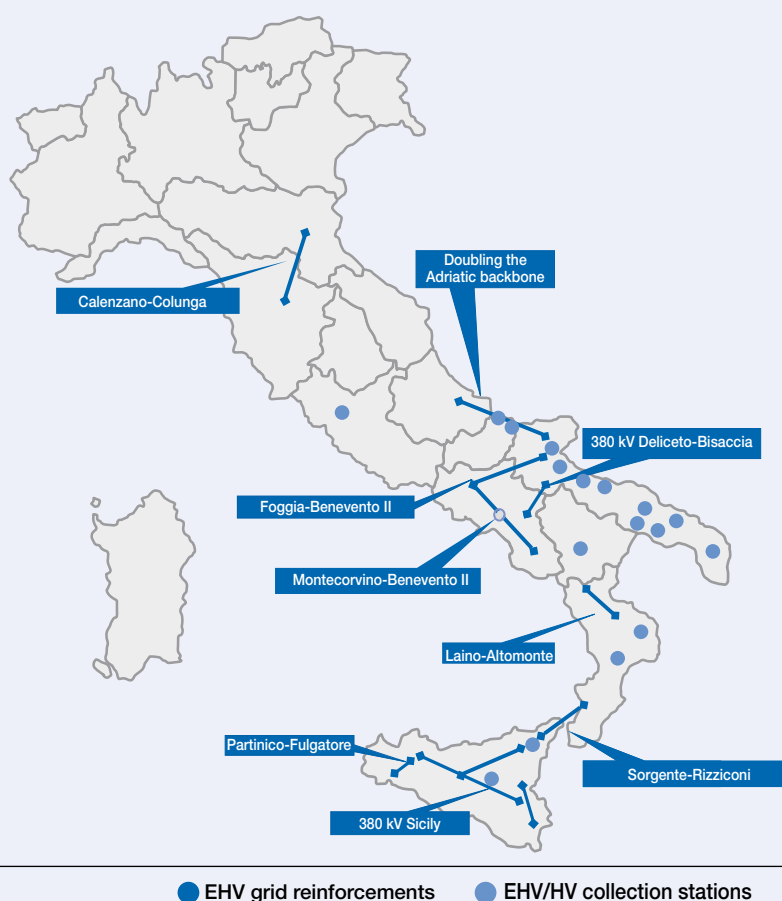 Doubling the
Adriatic backbone
Calenzano-Colunga
380 kV Deliceto-Bisaccia
Foggia-Benevento II
Montecorvino-Benevento II
Laino-Altomonte
Partinico-Fulgatore
Sorgente-Rizziconi
380 kV Sicily
EHV grid reinforcements
EHV/HV collection stations